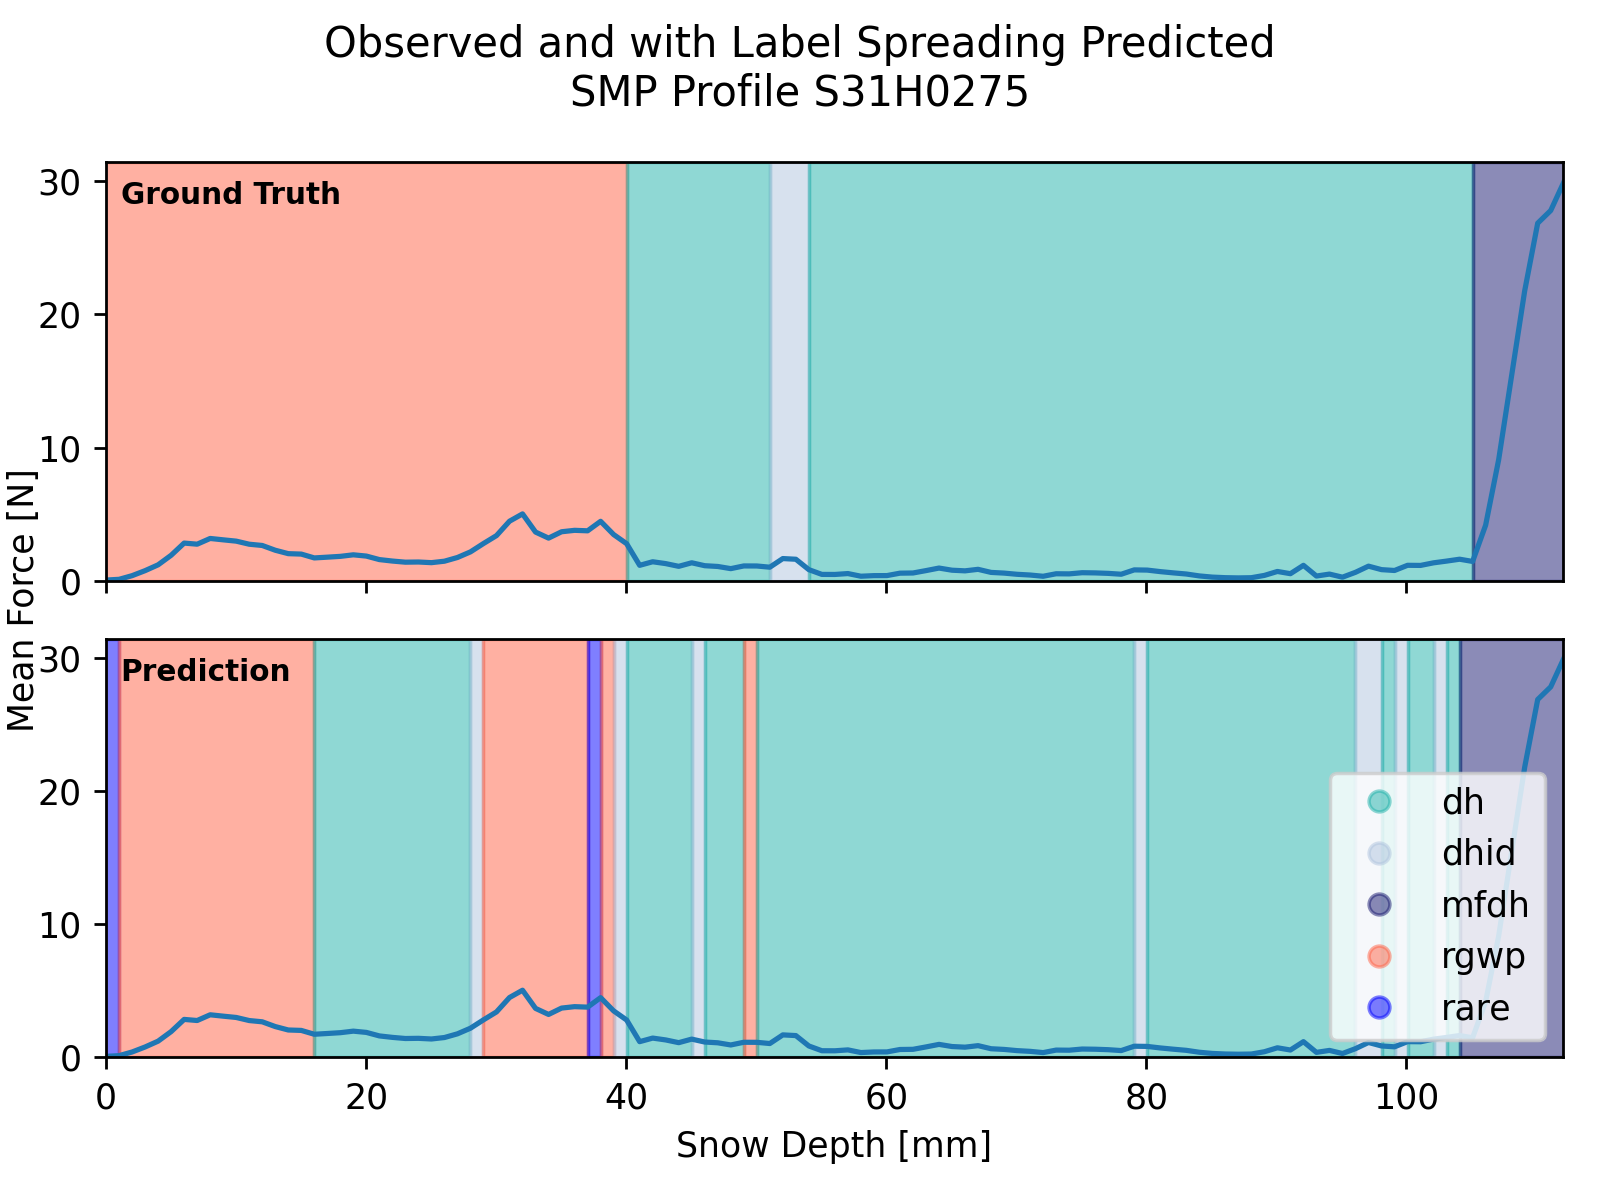 Observed and with Label Spreading Predicted
SMP Profile S31H0275
Mean Force [N]
30
20
10
0
Ground Truth
30
20
10
0
Prediction
dh
dhid
mfdh
rgwp
rare
0 20 40 60 80 100
Snow Depth [mm]